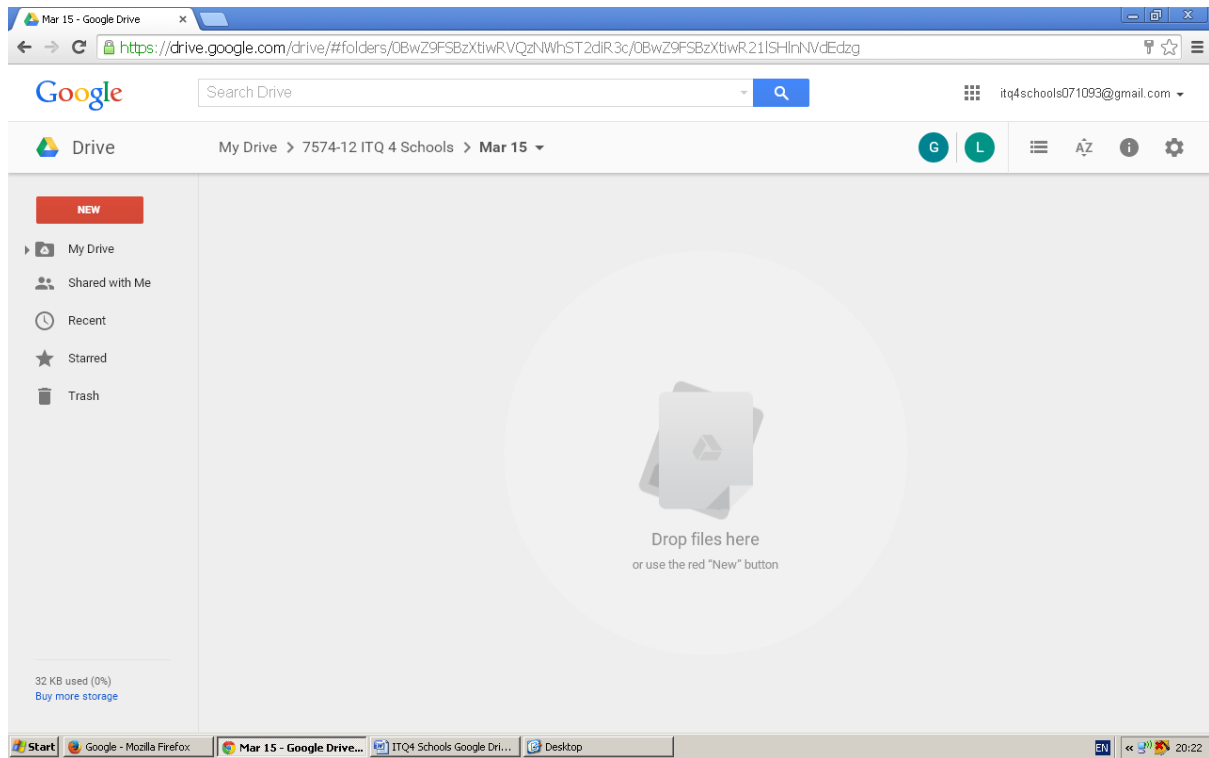 Mar 15 - Google Drive
https://drive.google.com/drive/#folders/0BwZ9FSBzXtiwRVQzNWhST2diR3c/0BwZ9FSBzXtiwR21lSHlnNVdEdzg
Google
Search Drive
itq4schools071093@gmail.com
Drive
My Drive > 7574-12 ITQ 4 Schools > Mar 15
G
L
AZ
NEW
My Drive
Shared with Me
Recent
Starred
Trash
Drop files here
or use the red "New" button
32 KB used (0%)
Buy more storage
Start
Google - Mozilla Firefox
Mar 15 - Google Drive...
ITQ4 Schools Google Dri...
Desktop
EN
20:22